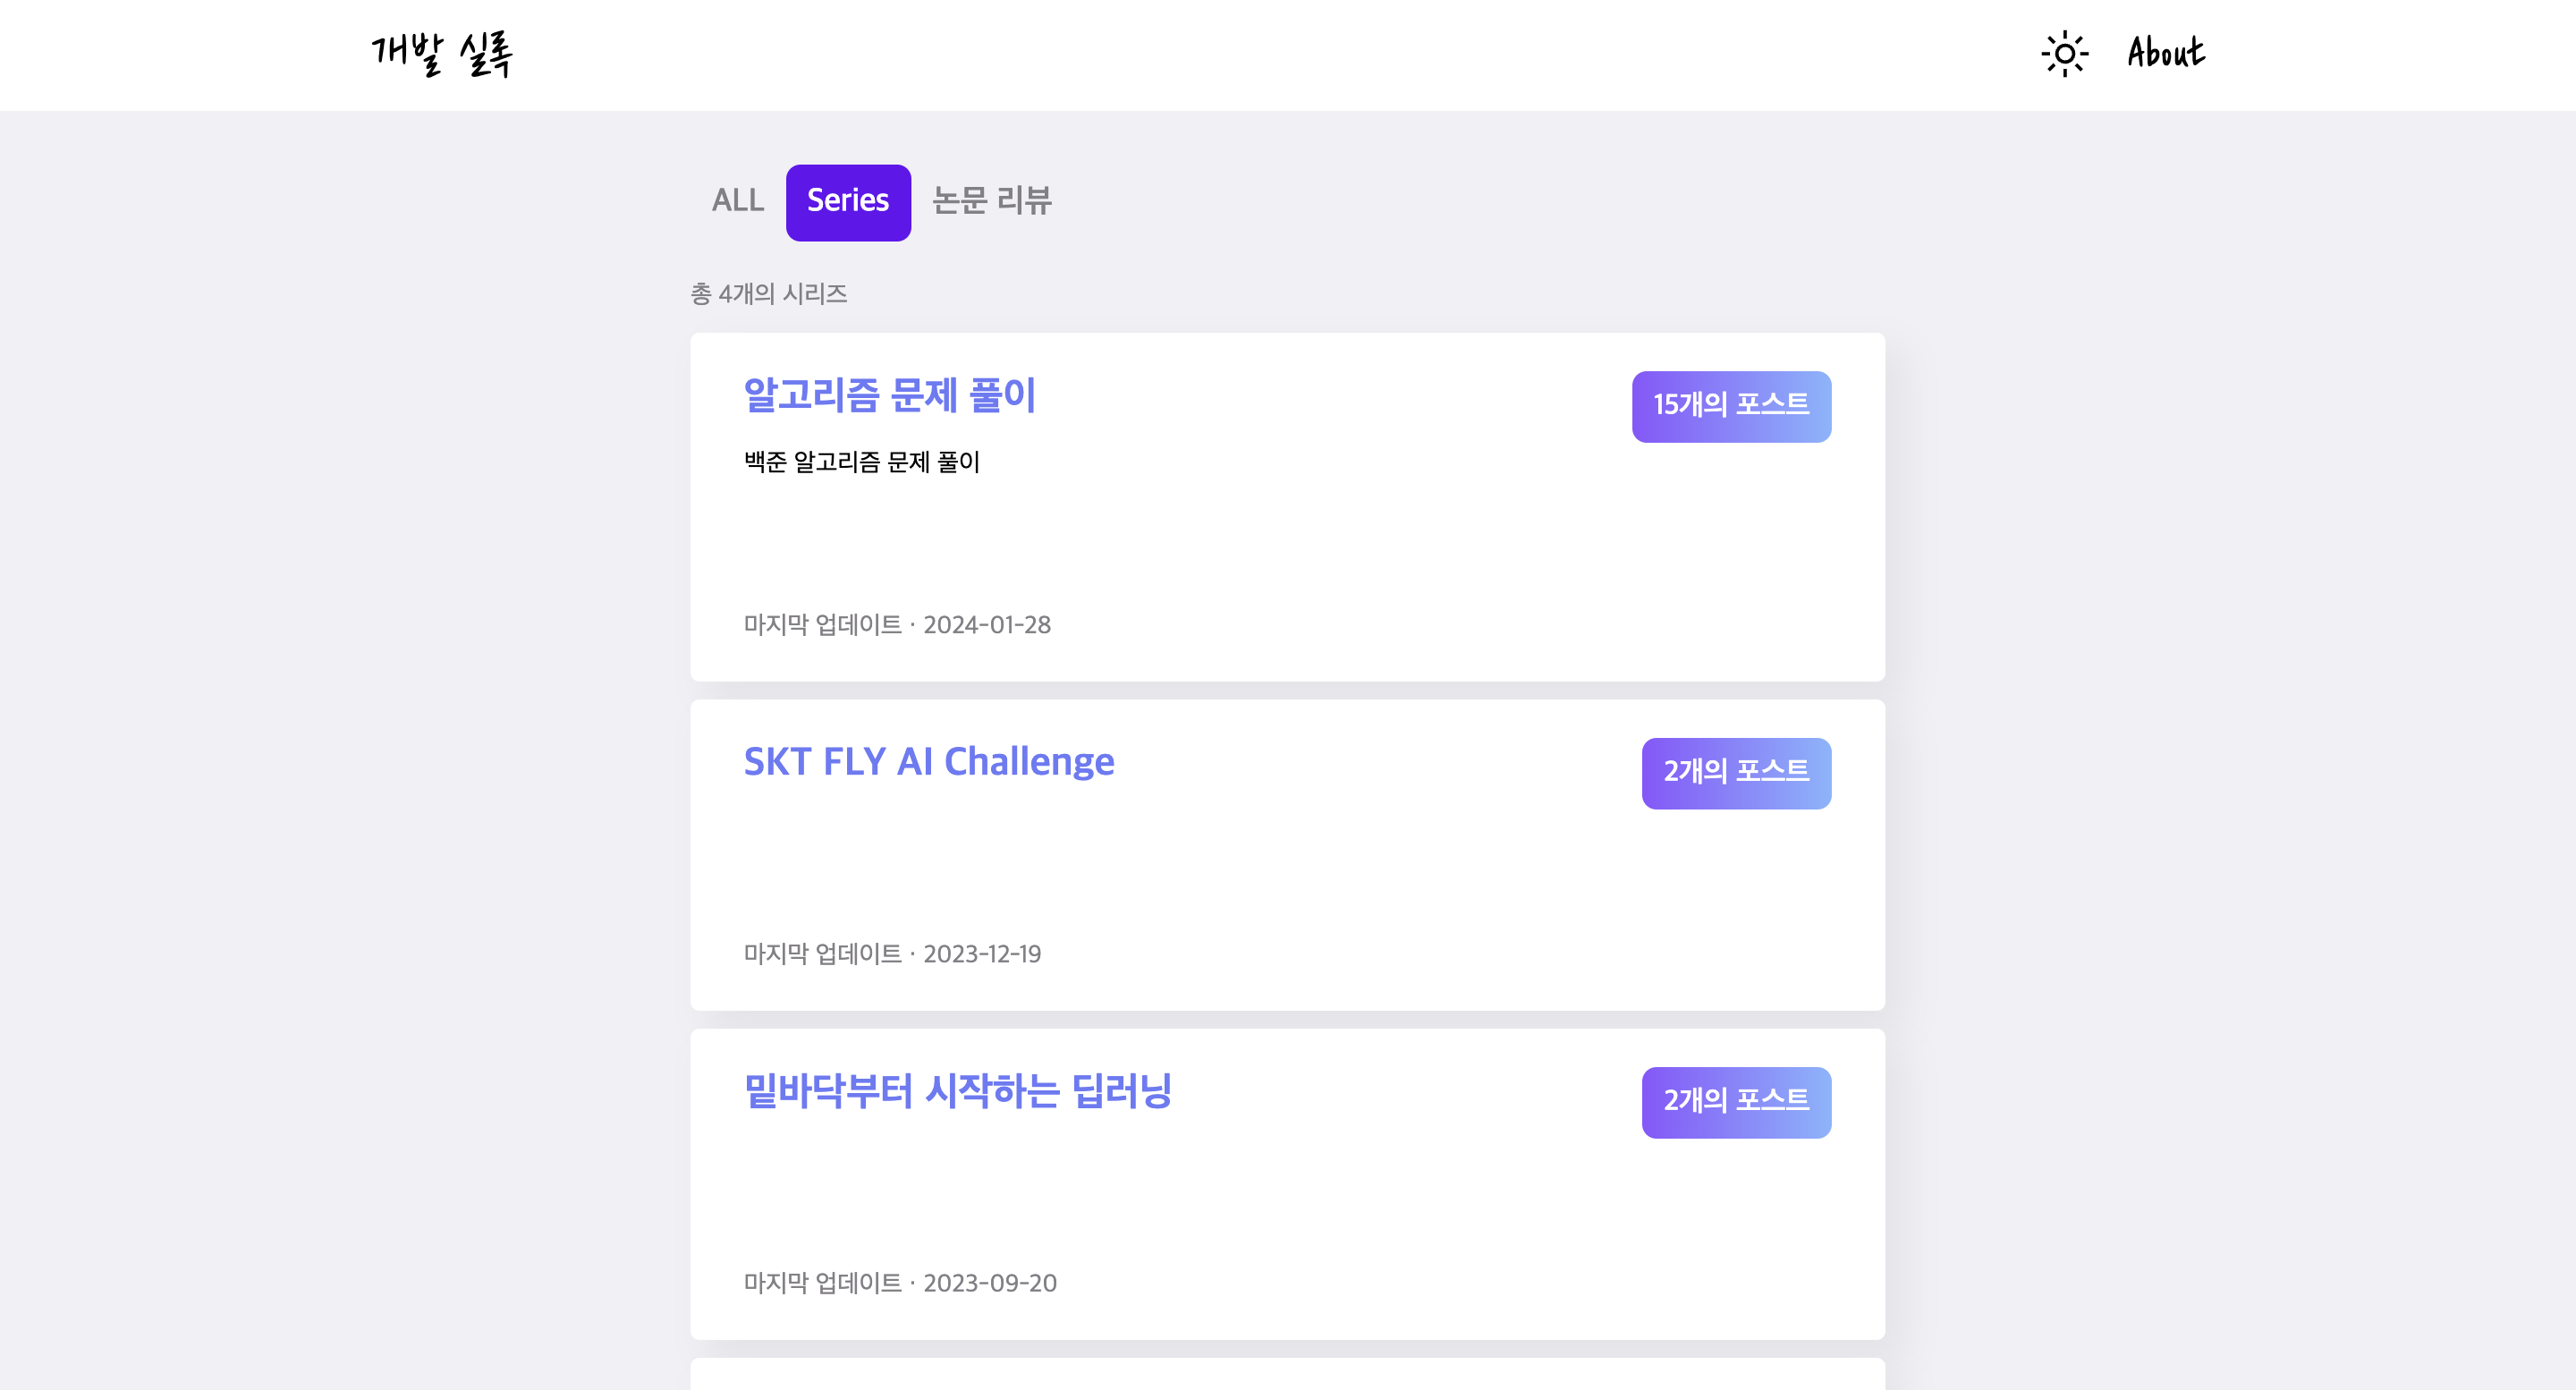 개발 실록
About
ALL Series 논문 리뷰
총 4개의 시리즈
알고리즘 문제 풀이
15개의 포스트
백준 알고리즘 문제 풀이
마지막 업데이트 · 2024-01-28
SKT FLY AI Challenge
2개의 포스트
마지막 업데이트 · 2023-12-19
밑바닥부터 시작하는 딥러닝
2개의 포스트
마지막 업데이트 · 2023-09-20